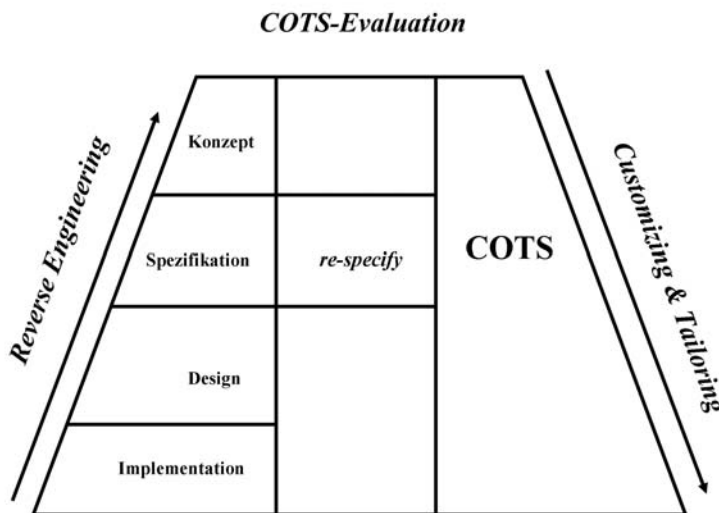 COTS-Evaluation
Reverse Engineering
Konzept
Spezifikation
re-specify
COTS
Design
Implementation
Customizing & Tailoring